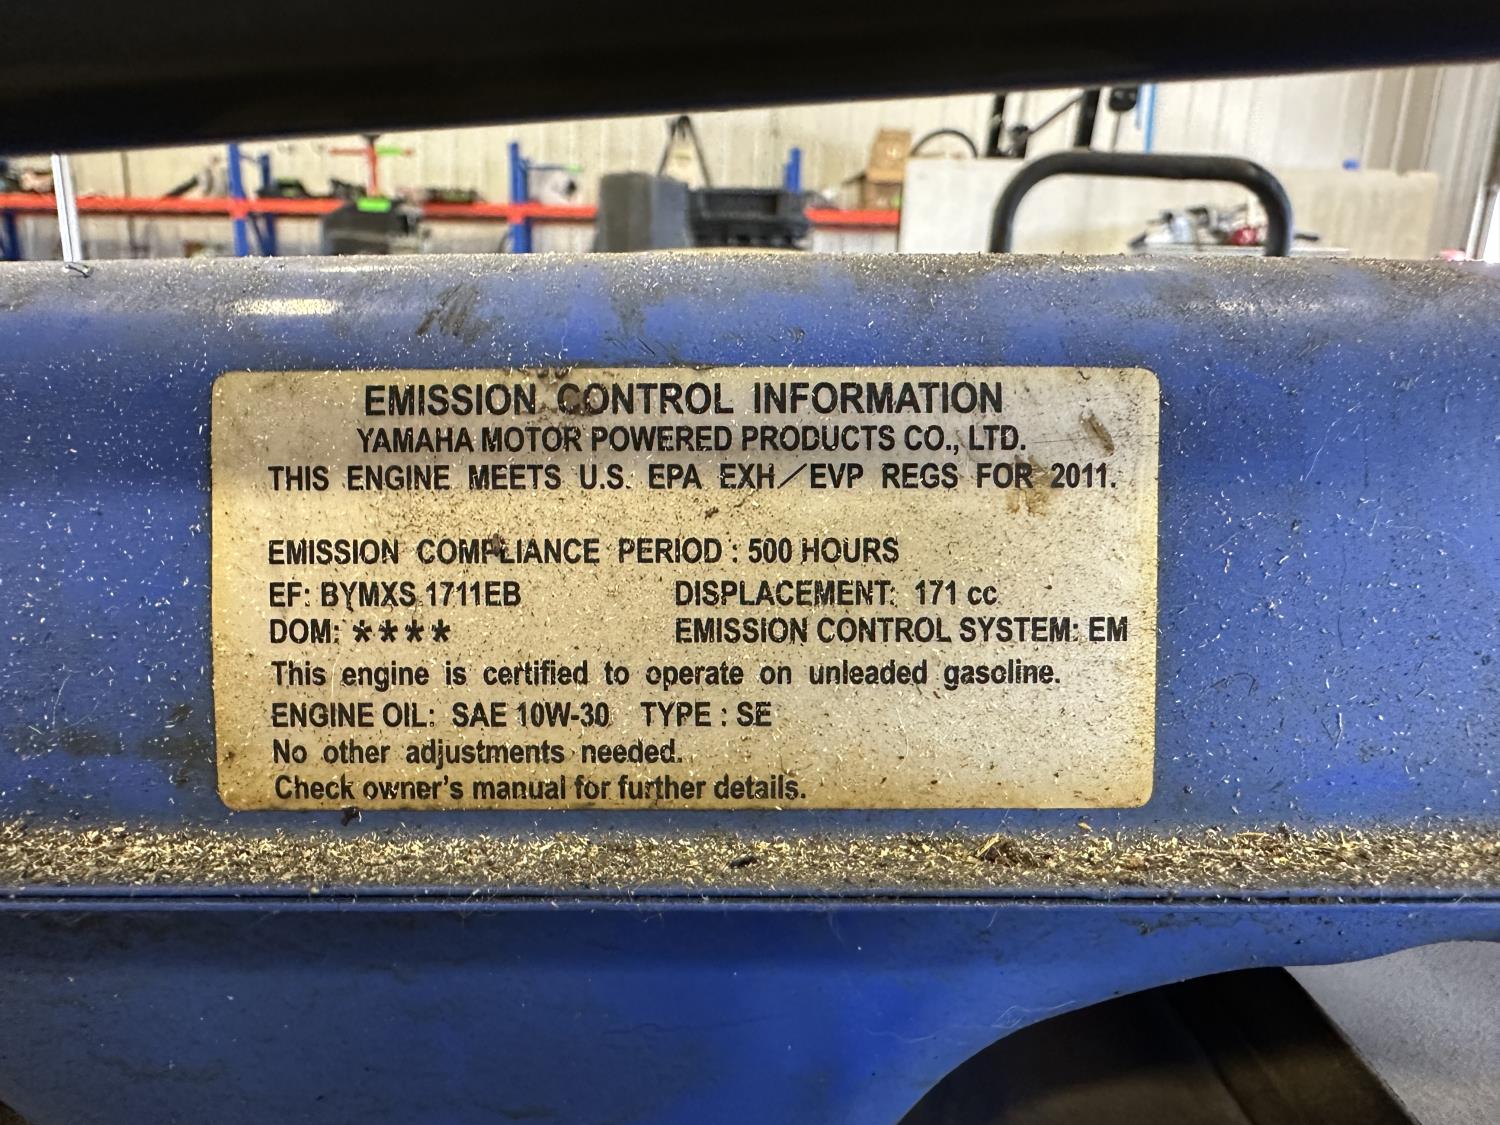 EMISSION CONTROL INFORMATION
YAMAHA MOTOR POWERED PRODUCTS CO., LTD.
THIS ENGINE MEETS U.S. EPA EXH/EVP REGS FOR 2011.
EMISSION COMPLIANCE PERIOD : 500 HOURS
EF: BYMXS.1711EB DISPLACEMENT: 171 cc
DOM: **** EMISSION CONTROL SYSTEM: EM
This engine is certified to operate on unleaded gasoline.
ENGINE OIL: SAE 10W-30 TYPE : SE
No other adjustments needed.
Check owner's manual for further details.